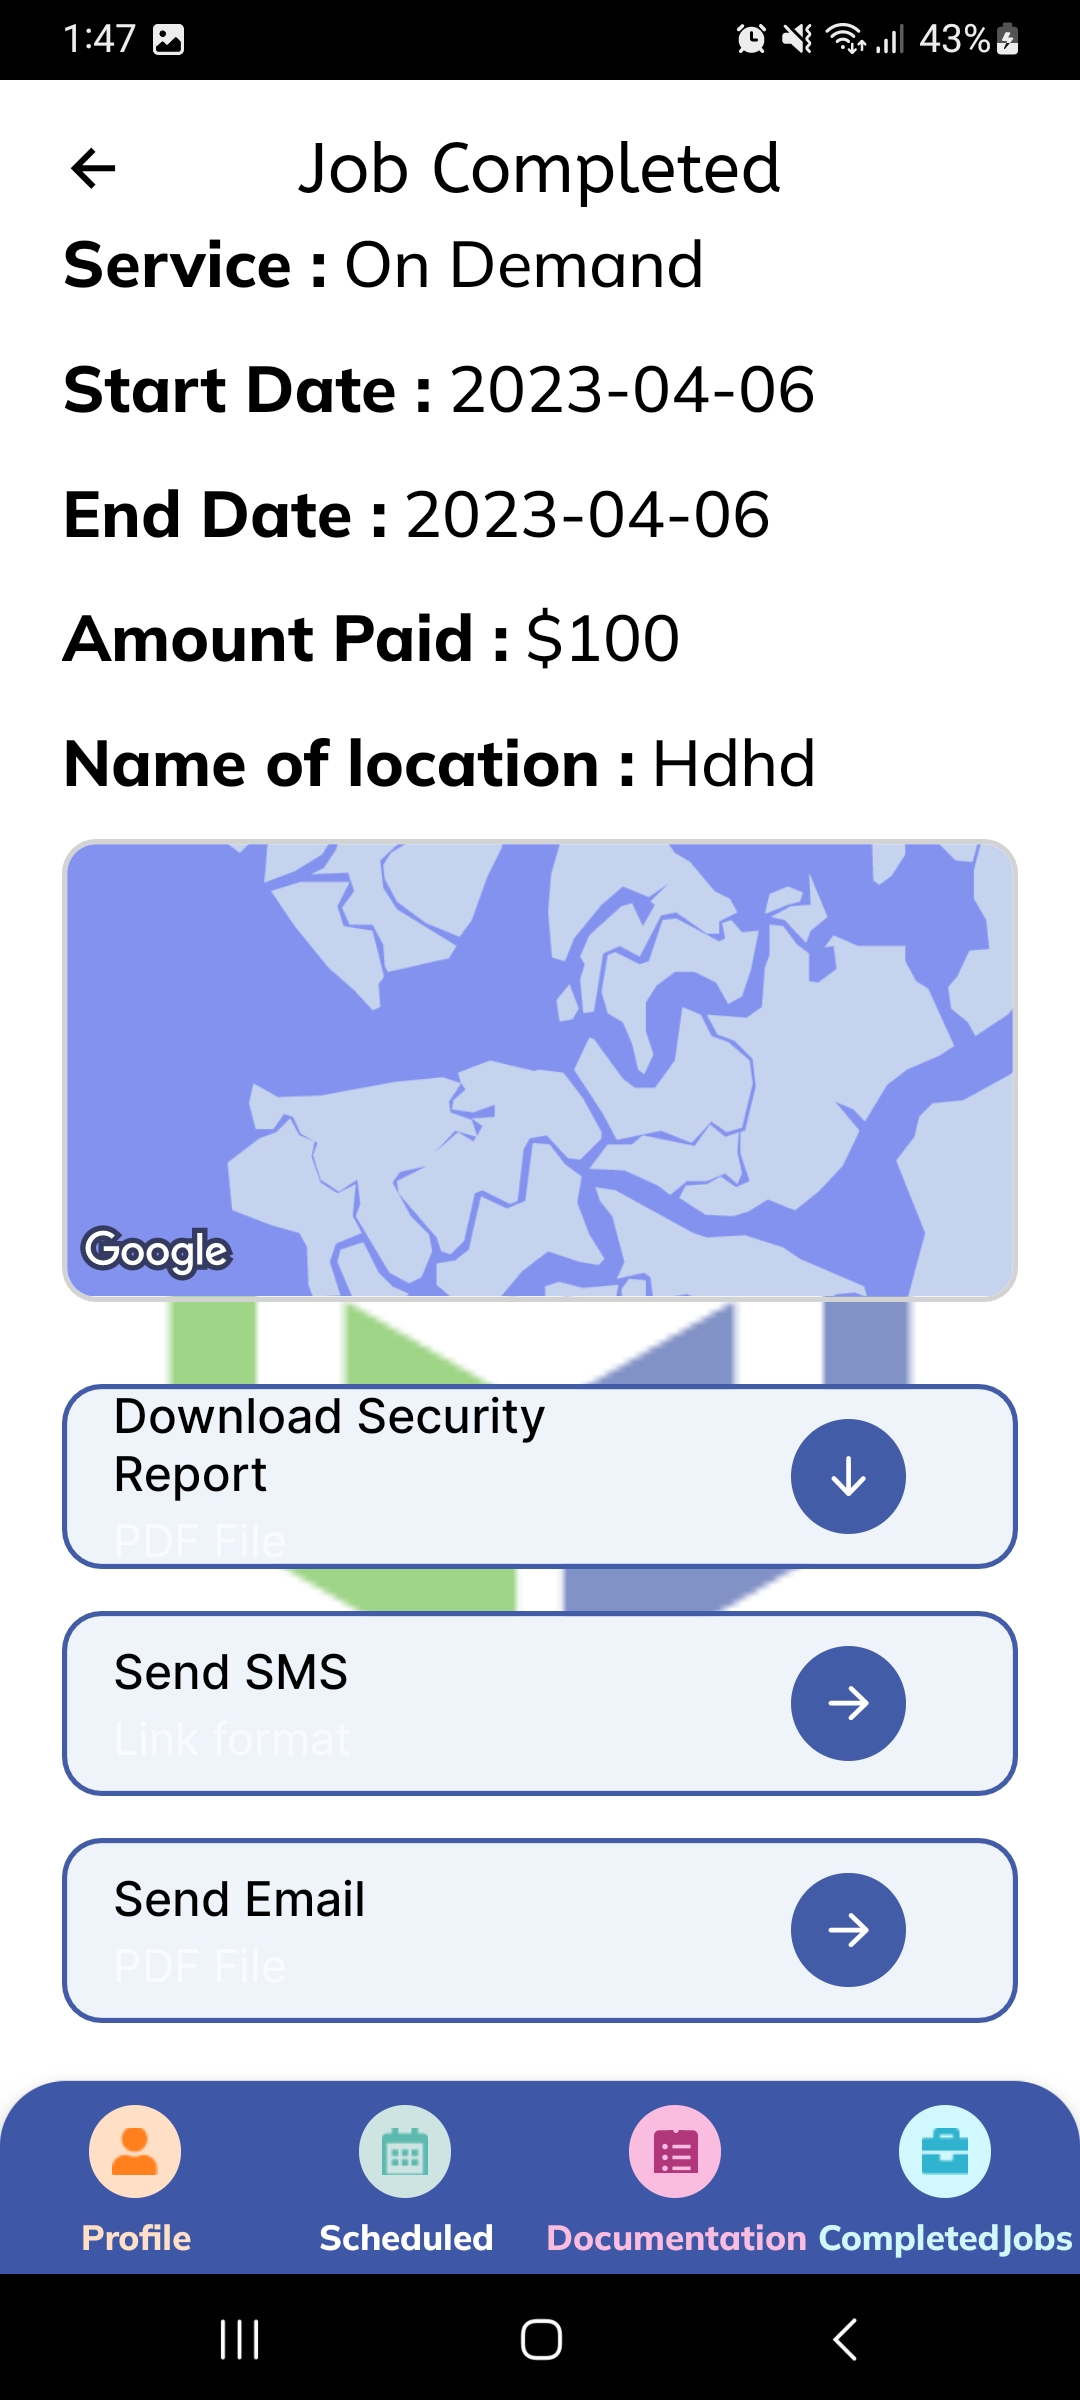 1:47
43%
Job Completed
Service : On Demand
Start Date : 2023-04-06
End Date : 2023-04-06
Amount Paid : $100
Name of location : Hdhd
Google
Download Security
Report
PDF File
Send SMS
Link format
Send Email
PDF File
Profile
Scheduled
Documentation
CompletedJobs